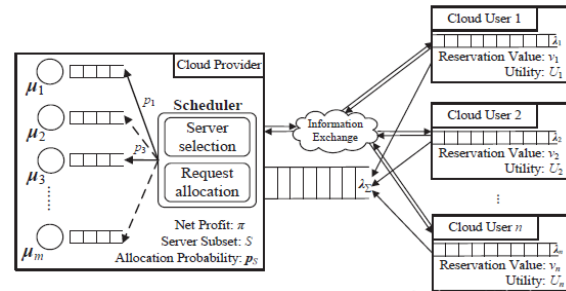 Cloud Provider
μ1
μ2
μ3
μm
p1
p3
Scheduler
Server
selection
Request
allocation
Net Profit: π
Server Subset: S
Allocation Probability: pS
λΣ
Information
Exchange
Cloud User 1
λ1
Reservation Value: v1
Utility: U1
Cloud User 2
λ2
Reservation Value: v2
Utility: U2
Cloud User n
λn
Reservation Value: vn
Utility: Un